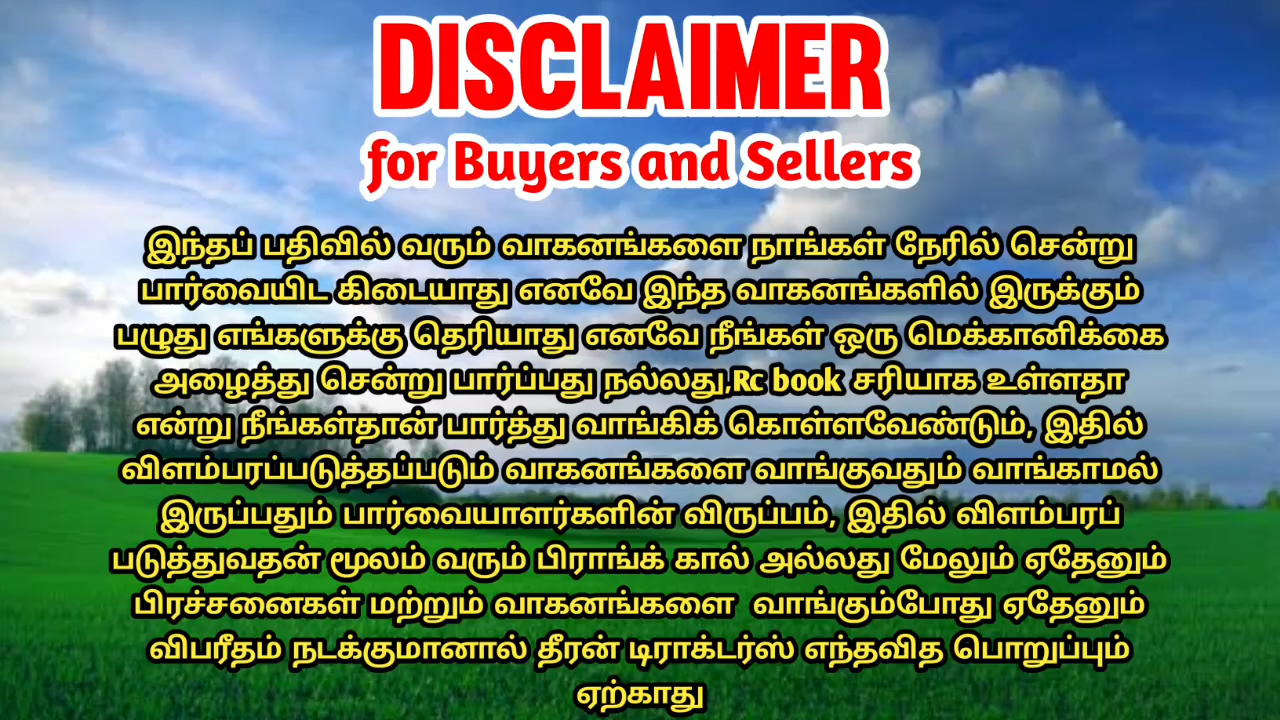 DISCLAIMER
for Buyers and Sellers
இந்தப் பதிவில் வரும் வாகனங்களை நாங்கள் நேரில் சென்று
பார்வையிட கிடையாது எனவே இந்த வாகனங்களில் இருக்கும்
பழுது எங்களுக்கு தெரியாது எனவே நீங்கள் ஒரு மெக்கானிக்கை
அழைத்து சென்று பார்ப்பது நல்லது,Rc book சரியாக உள்ளதா
என்று நீங்கள்தான் பார்த்து வாங்கிக் கொள்ளவேண்டும், இதில்
விளம்பரப்படுத்தப்படும் வாகனங்களை வாங்குவதும் வாங்காமல்
இருப்பதும் பார்வையாளர்களின் விருப்பம், இதில் விளம்பரப்
படுத்துவதன் மூலம் வரும் பிராங்க் கால் அல்லது மேலும் ஏதேனும்
பிரச்சனைகள் மற்றும் வாகனங்களை வாங்கும்போது ஏதேனும்
விபரீதம் நடக்குமானால் தீரன் டிராக்டர்ஸ் எந்தவித பொறுப்பும்
ஏற்காது